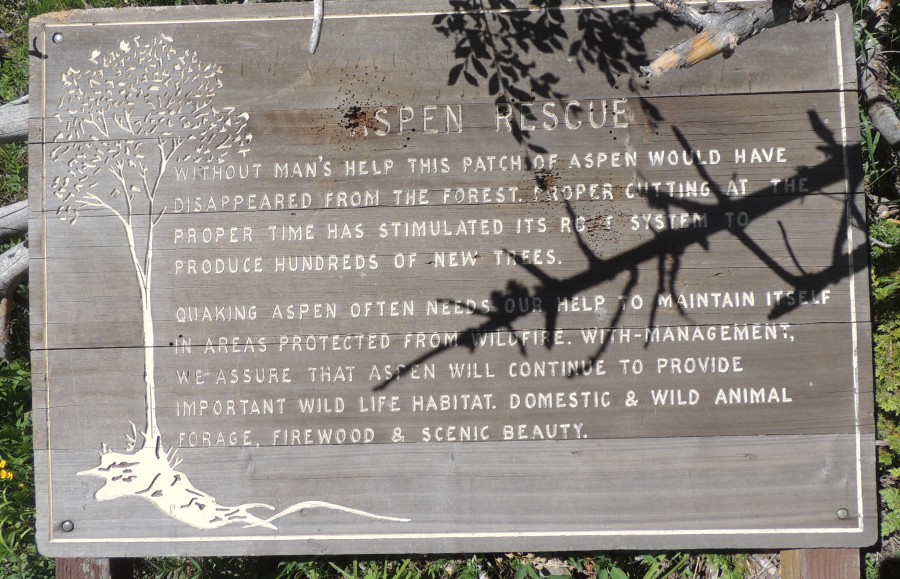 ASPEN RESCUE
WITHOUT MAN'S HELP THIS PATCH OF ASPEN WOULD HAVE
DISAPPEARED FROM THE FOREST. PROPER CUTTING AT THE
PROPER TIME HAS STIMULATED ITS ROOT SYSTEM TO
PRODUCE HUNDREDS OF NEW TREES.
QUAKING ASPEN OFTEN NEEDS OUR HELP TO MAINTAIN ITSELF
IN AREAS PROTECTED FROM WILDFIRE. WITH-MANAGEMENT,
WE ASSURE THAT ASPEN WILL CONTINUE TO PROVIDE
IMPORTANT WILD LIFE HABITAT. DOMESTIC & WILD ANIMAL
FORAGE, FIREWOOD & SCENIC BEAUTY.